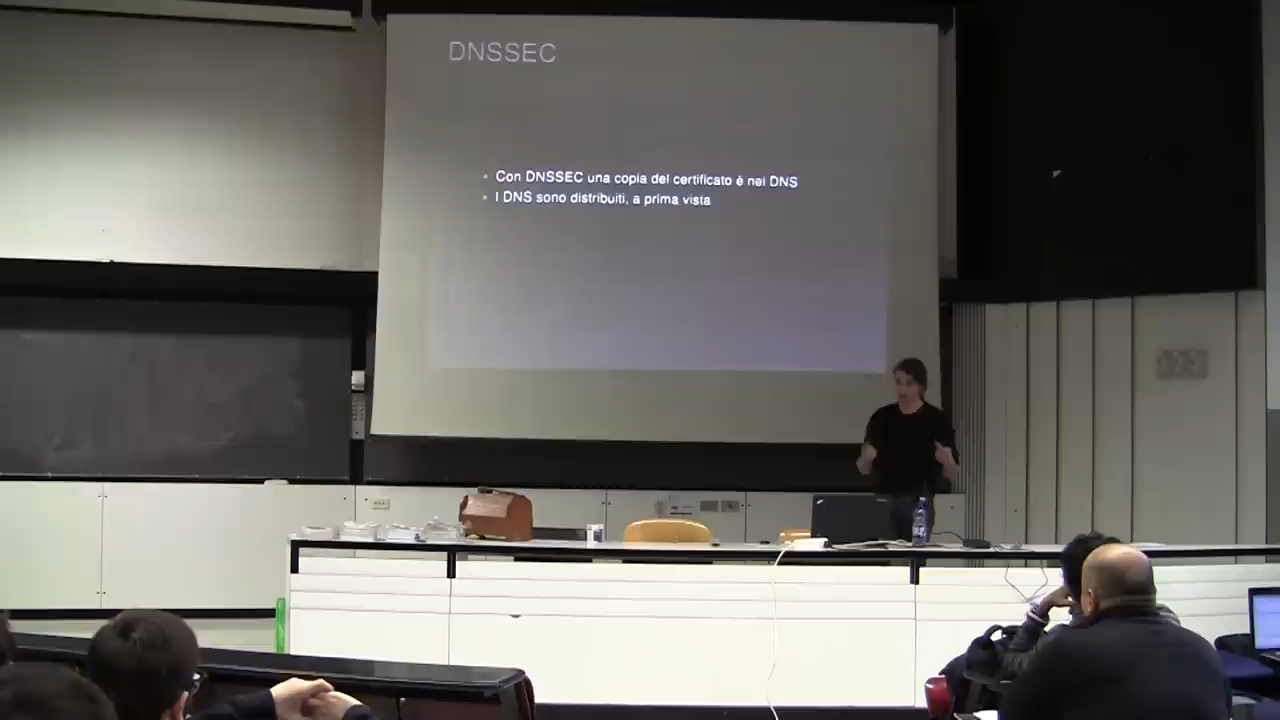 DNSSEC
Con DNSSEC una copia del certificato è nei DNS
I DNS sono distribuiti, a prima vista